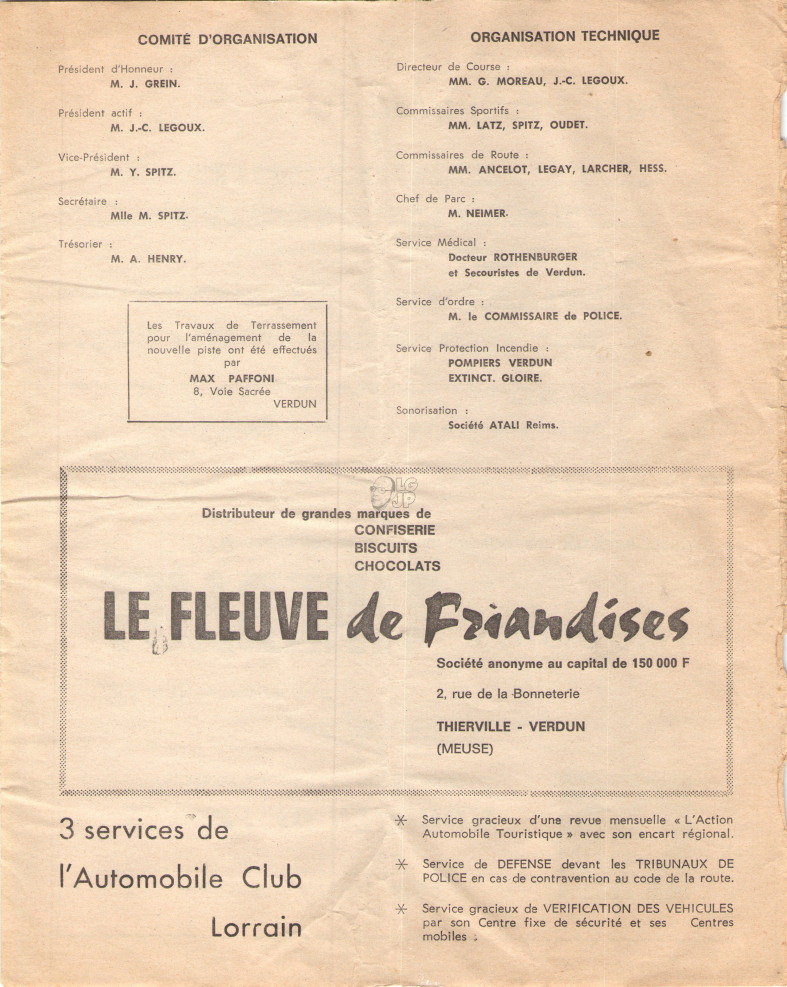 COMITÉ D'ORGANISATION
Président d'Honneur :
M. J. GREIN.
Président actif :
M. J.-C. LEGOUX.
Vice-Président :
M. Y. SPITZ.
Secrétaire :
Mlle M. SPITZ.
Trésorier :
M. A. HENRY.
Les Travaux de Terrassement
pour l'aménagement de la
nouvelle piste ont été effectués
par
MAX PAFFONI
8, Voie Sacrée
VERDUN
ORGANISATION TECHNIQUE
Directeur de Course :
MM. G. MOREAU, J.-C. LEGOUX.
Commissaires Sportifs :
MM. LATZ, SPITZ, OUDET.
Commissaires de Route :
MM. ANCELOT, LEGAY, LARCHER, HESS.
Chef de Parc :
M. NEIMER.
Service Médical :
Docteur ROTHENBURGER
et Secouristes de Verdun.
Service d'ordre :
M. le COMMISSAIRE de POLICE.
Service Protection Incendie :
POMPIERS VERDUN
EXTINCT. GLOIRE.
Sonorisation :
Société ATALI Reims.
LG
JP
Distributeur de grandes marques de
CONFISERIE
BISCUITS
CHOCOLATS
LE FLEUVE de Friandises
Société anonyme au capital de 150 000 F
2, rue de la Bonneterie
THIERVILLE - VERDUN
(MEUSE)
3 services de
l'Automobile Club
Lorrain
* Service gracieux d'une revue mensuelle « L'Action
Automobile Touristique » avec son encart régional.
* Service de DEFENSE devant les TRIBUNAUX DE
POLICE en cas de contravention au code de la route.
* Service gracieux de VERIFICATION DES VEHICULES
par son Centre fixe de sécurité et ses Centres
mobiles :